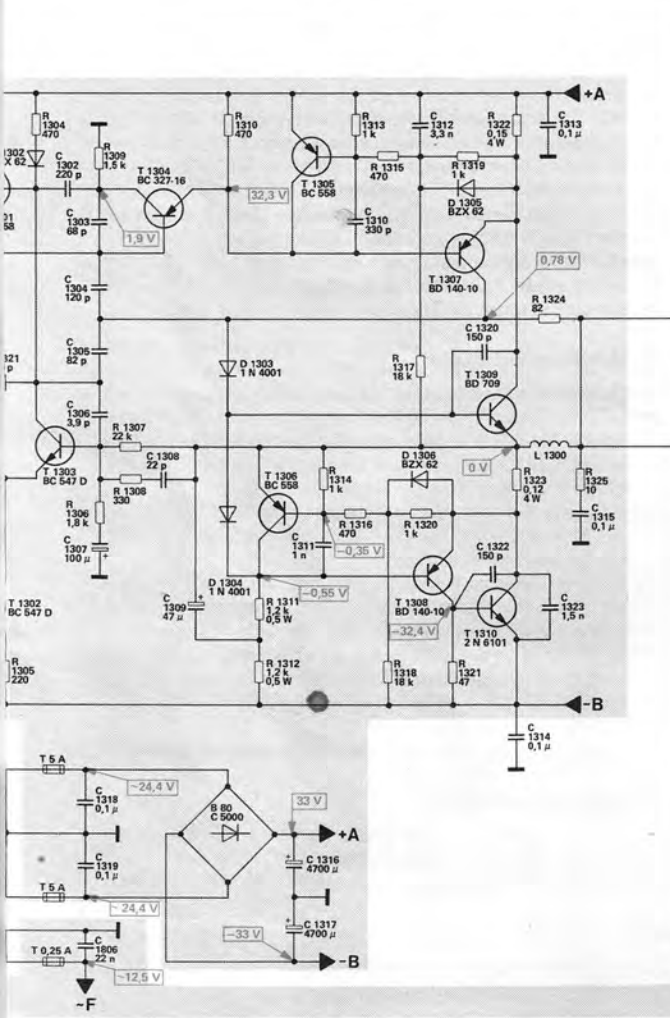 +A
R
1304
470
R
1310
470
R
1313
1 k
C
1312
3,3 n
R
1322
0,15
4 W
C
1313
0,1 µ
R
1309
1,5 k
C
1302
220 p
T 1304
BC 327-16
T 1305
BC 558
R 1315
470
R 1319
1 k
D 1305
BZX 62
32,3 V
C
1303
68 p
1,9 V
C
1310
330 p
T 1307
BD 140-10
0,78 V
C
1304
120 p
R 1324
82
C
1305
82 p
D 1303
1 N 4001
R
1317
18 k
C 1320
150 p
T 1309
BD 709
C
1306
3,9 p
R 1307
22 k
C 1308
22 p
T 1303
BC 547 D
R 1308
330
T 1306
BC 558
R
1314
1 k
D 1306
BZX 62
0 V
L 1300
R
1323
0,12
4 W
R
1325
10
C
1315
0,1 µ
R
1306
1,8 k
C
1307
100 µ
+
R 1316
470
R 1320
1 k
C
1311
1 n
-0,35 V
C 1322
150 p
D 1304
1 N 4001
-0,55 V
T 1308
BD 140-10
T 1302
BC 547 D
C
1309
47 µ
+
R 1311
1,2 k
0,5 W
-32,4 V
T 1310
2 N 6101
C
1323
1,5 n
R
1305
220
R 1312
1,2 k
0,5 W
R
1318
18 k
R
1321
47
-B
C
1314
0,1 µ
T 5 A
~24,4 V
C
1318
0,1 µ
B 80
C 5000
33 V
+A
C
1319
0,1 µ
+
C 1316
4700 µ
T 5 A
~24,4 V
+
C 1317
4700 µ
-33 V
-B
T 0,25 A
C
1806
22 n
~12,5 V
~F